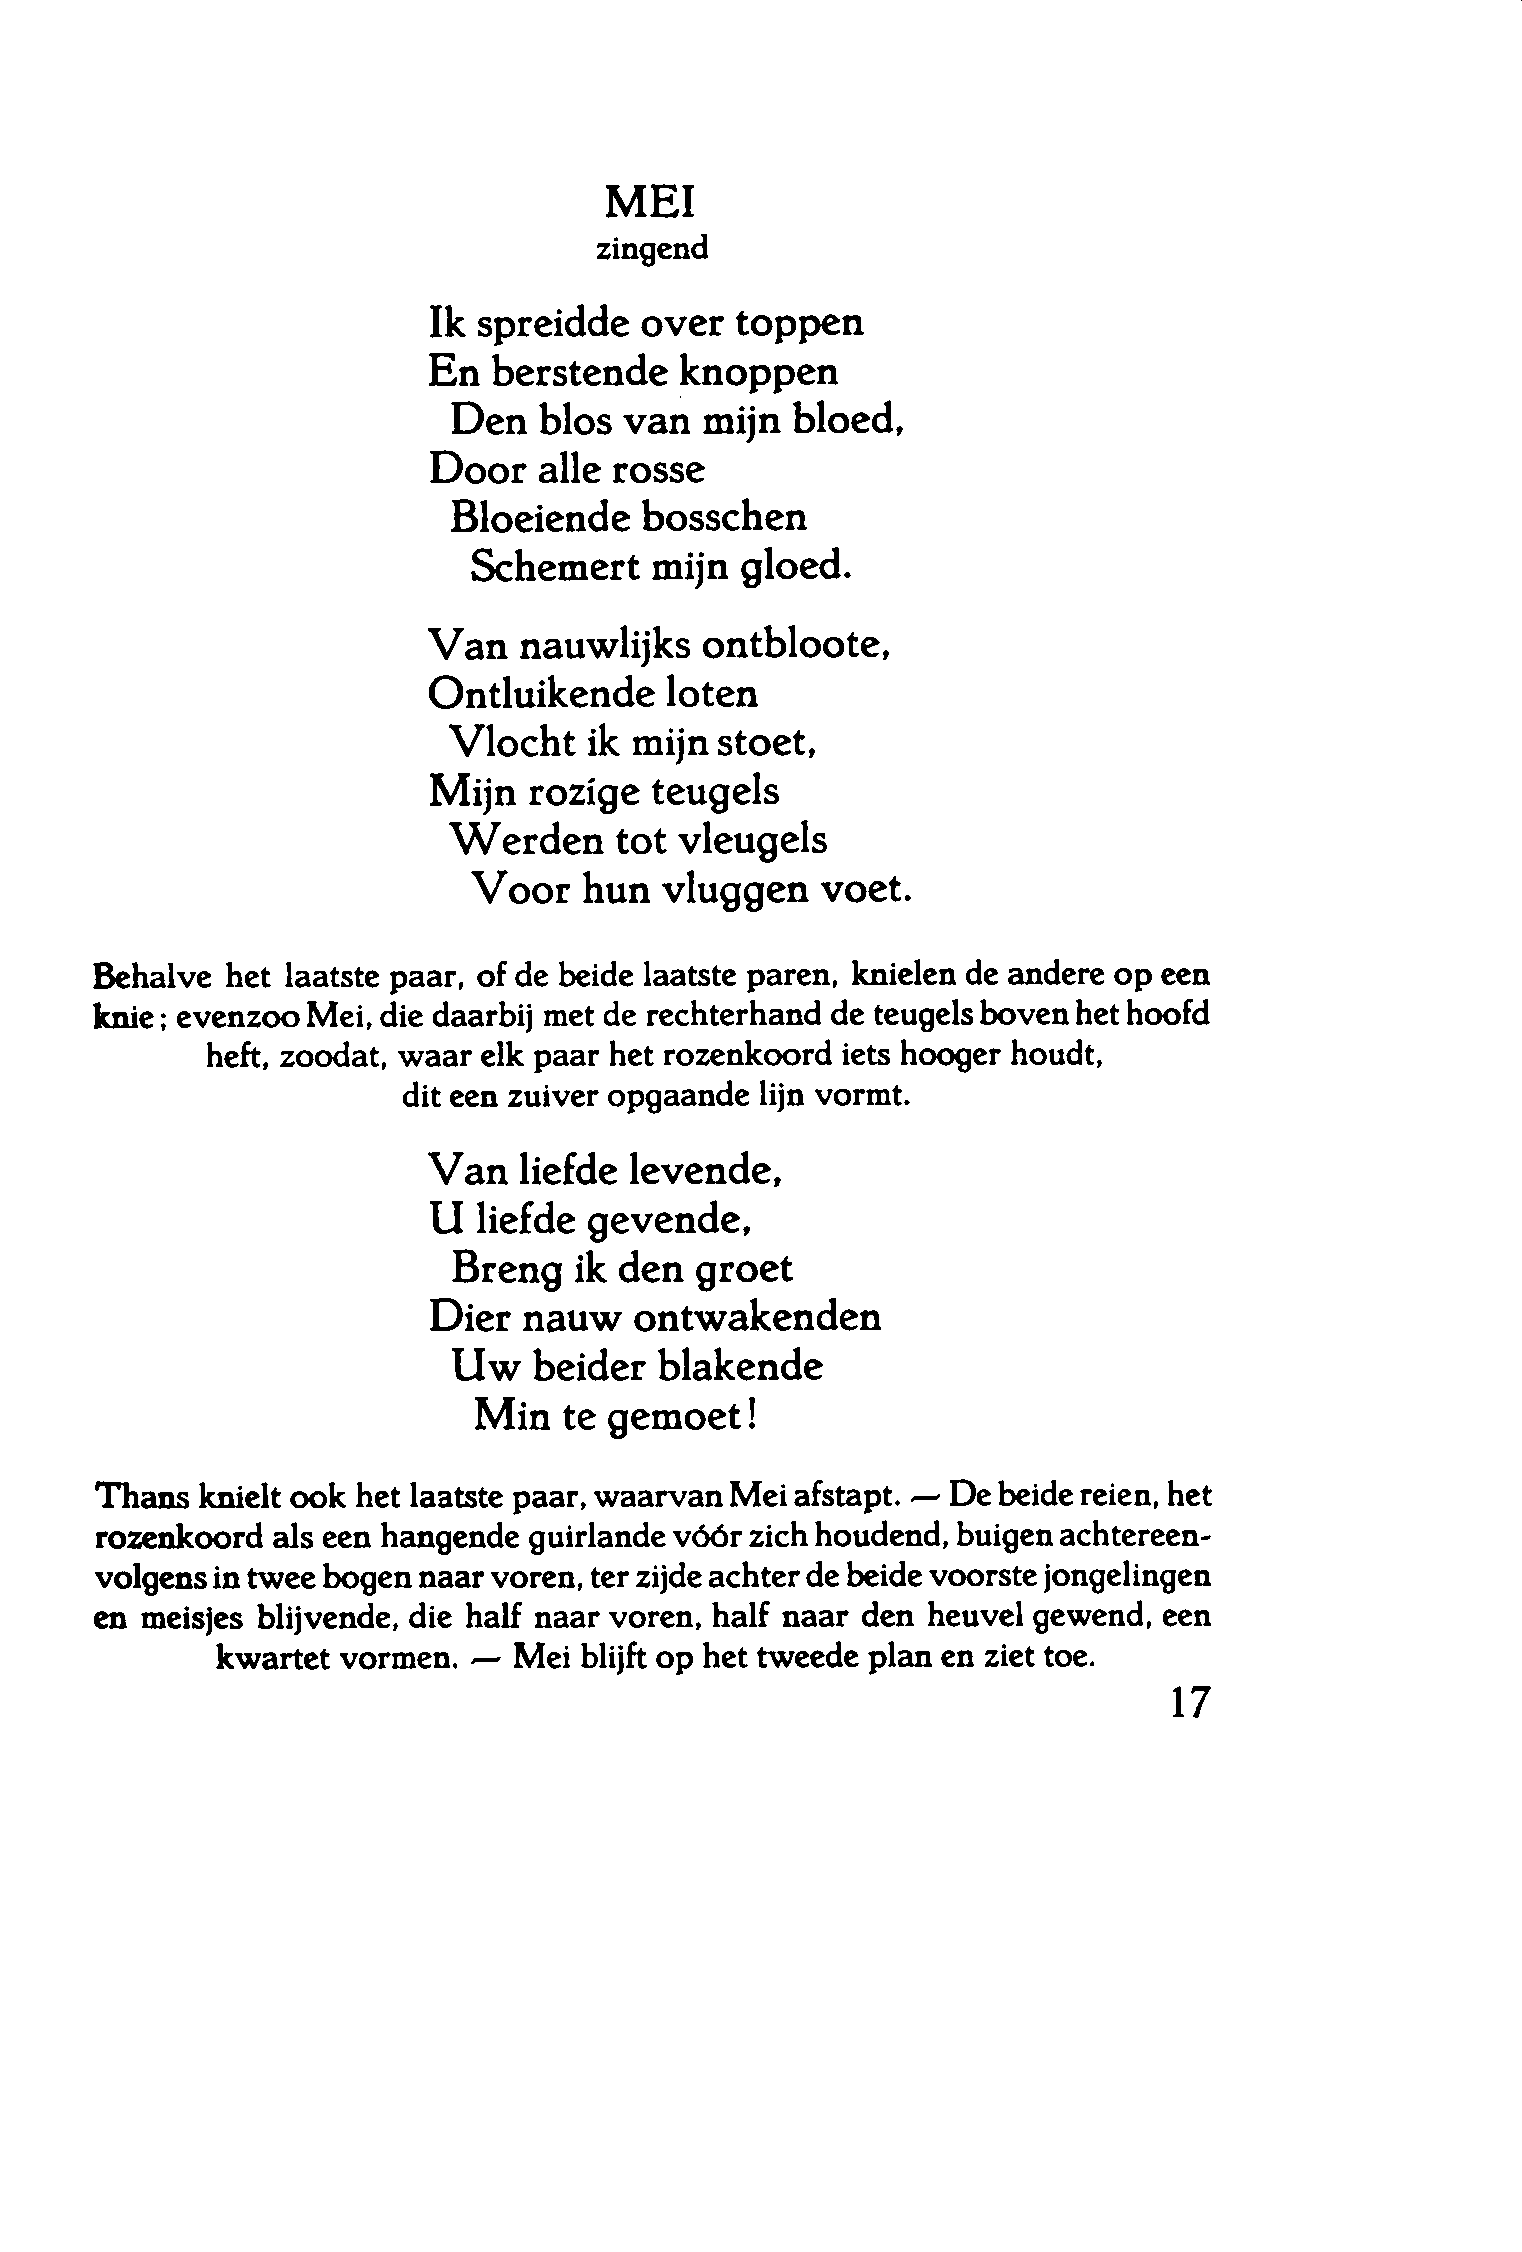 MEI
zingend
Ik spreidde over toppen
En berstende knoppen
Den blos van mijn bloed,
Door alle rosse
Bloeiende bosschen
Schemert mijn gloed.
Van nauwlijks ontbloote,
Ontluikende loten
Vlocht ik mijn stoet,
Mijn rozige teugels
Werden tot vleugels
Voor hun vluggen voet.
Behalve het laatste paar, of de beide laatste paren, knielen de andere op een
knie; evenzoo Mei, die daarbij met de rechterhand de teugels boven het hoofd
heft, zoodat, waar elk paar het rozenkoord iets hooger houdt,
dit een zuiver opgaande lijn vormt.
Van liefde levende,
U liefde gevende,
Breng ik den groet
Dier nauw ontwakenden
Uw beider blakende
Min te gemoet!
Thans knielt ook het laatste paar, waarvan Mei afstapt. — De beide reien, het
rozenkoord als een hangende guirlande vóór zich houdend, buigen achtereen-
volgens in twee bogen naar voren, ter zijde achter de beide voorste jongelingen
en meisjes blijvende, die half naar voren, half naar den heuvel gewend, een
kwartet vormen. — Mei blijft op het tweede plan en ziet toe.
17